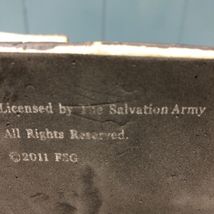 Licensed by The Salvation Army
All Rights Reserved.
©2011 FSG